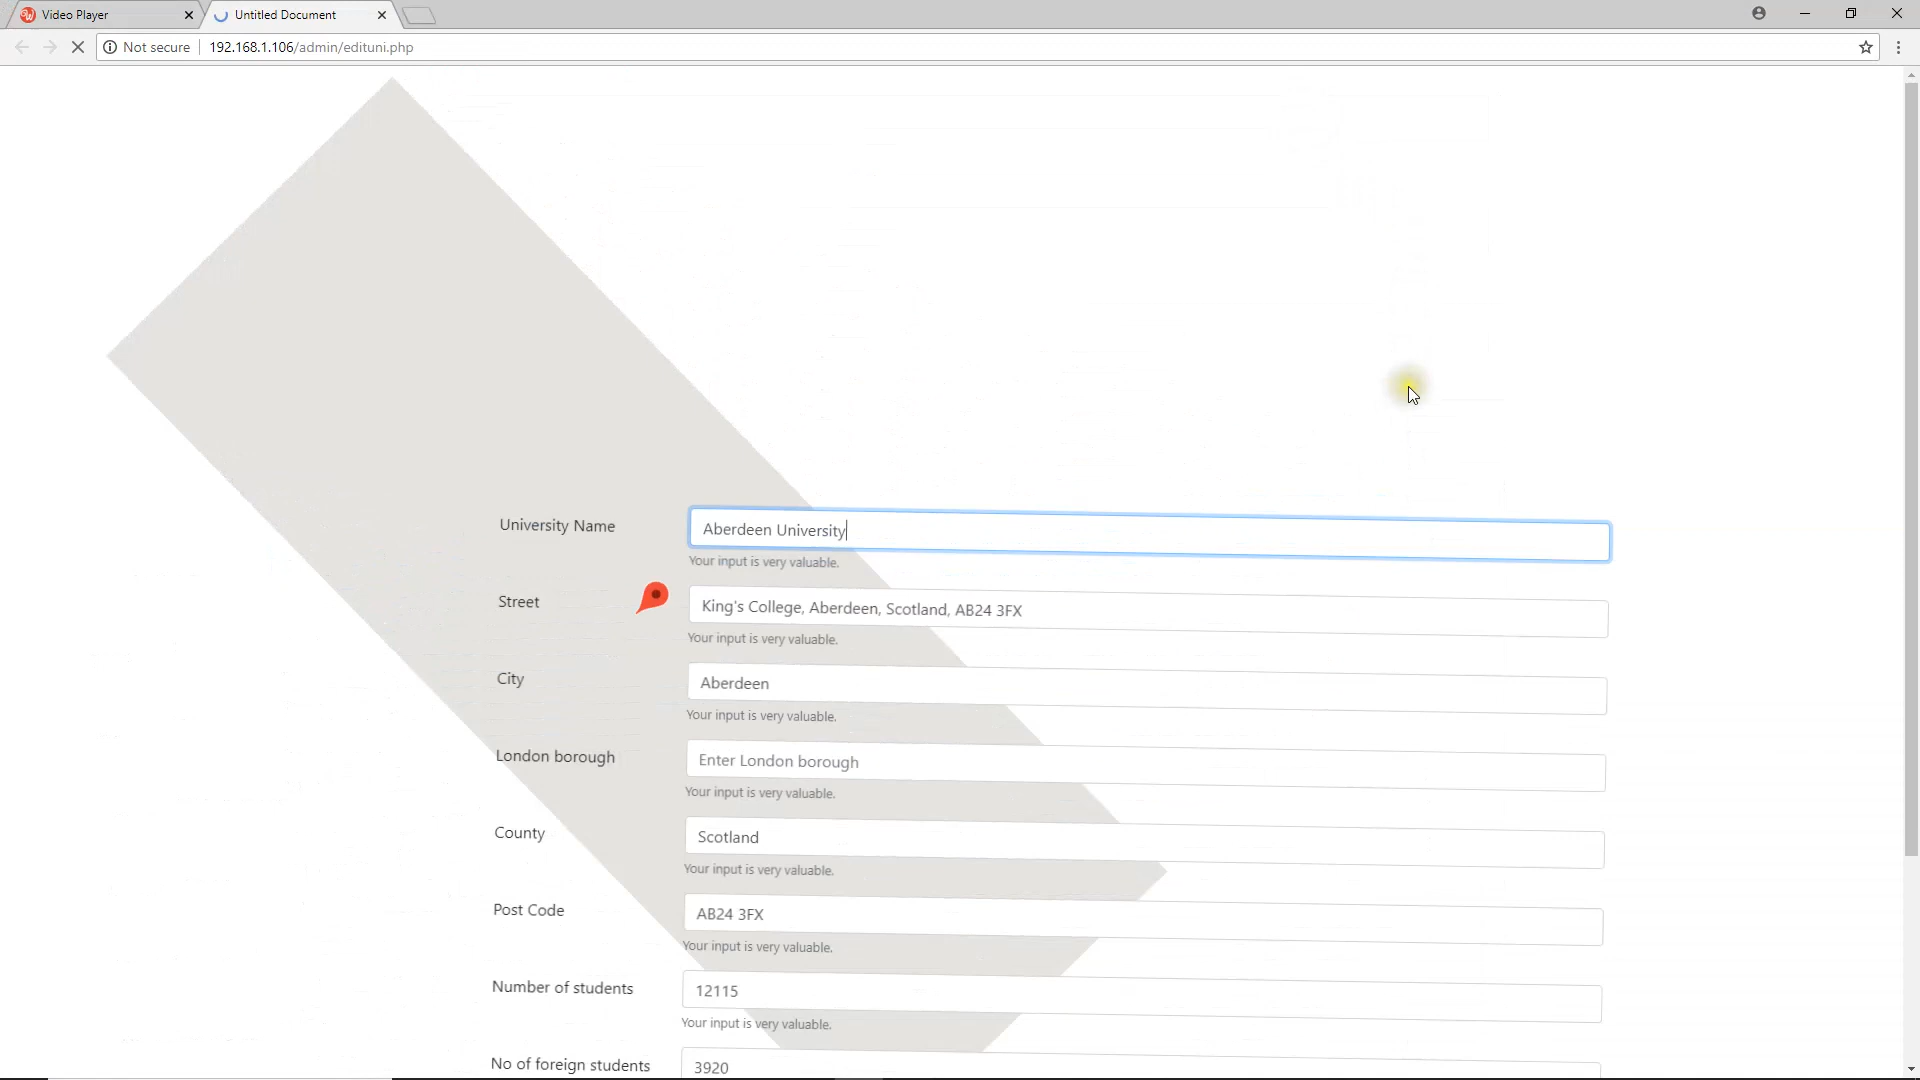 Video Player
Untitled Document
Not secure
192.168.1.106/admin/edituni.php
University Name
Aberdeen University
Your input is very valuable.
Street
King's College, Aberdeen, Scotland, AB24 3FX
Your input is very valuable.
City
Aberdeen
Your input is very valuable.
London borough
Enter London borough
Your input is very valuable.
County
Scotland
Your input is very valuable.
Post Code
AB24 3FX
Your input is very valuable.
Number of students
12115
Your input is very valuable.
No of foreign students
3920